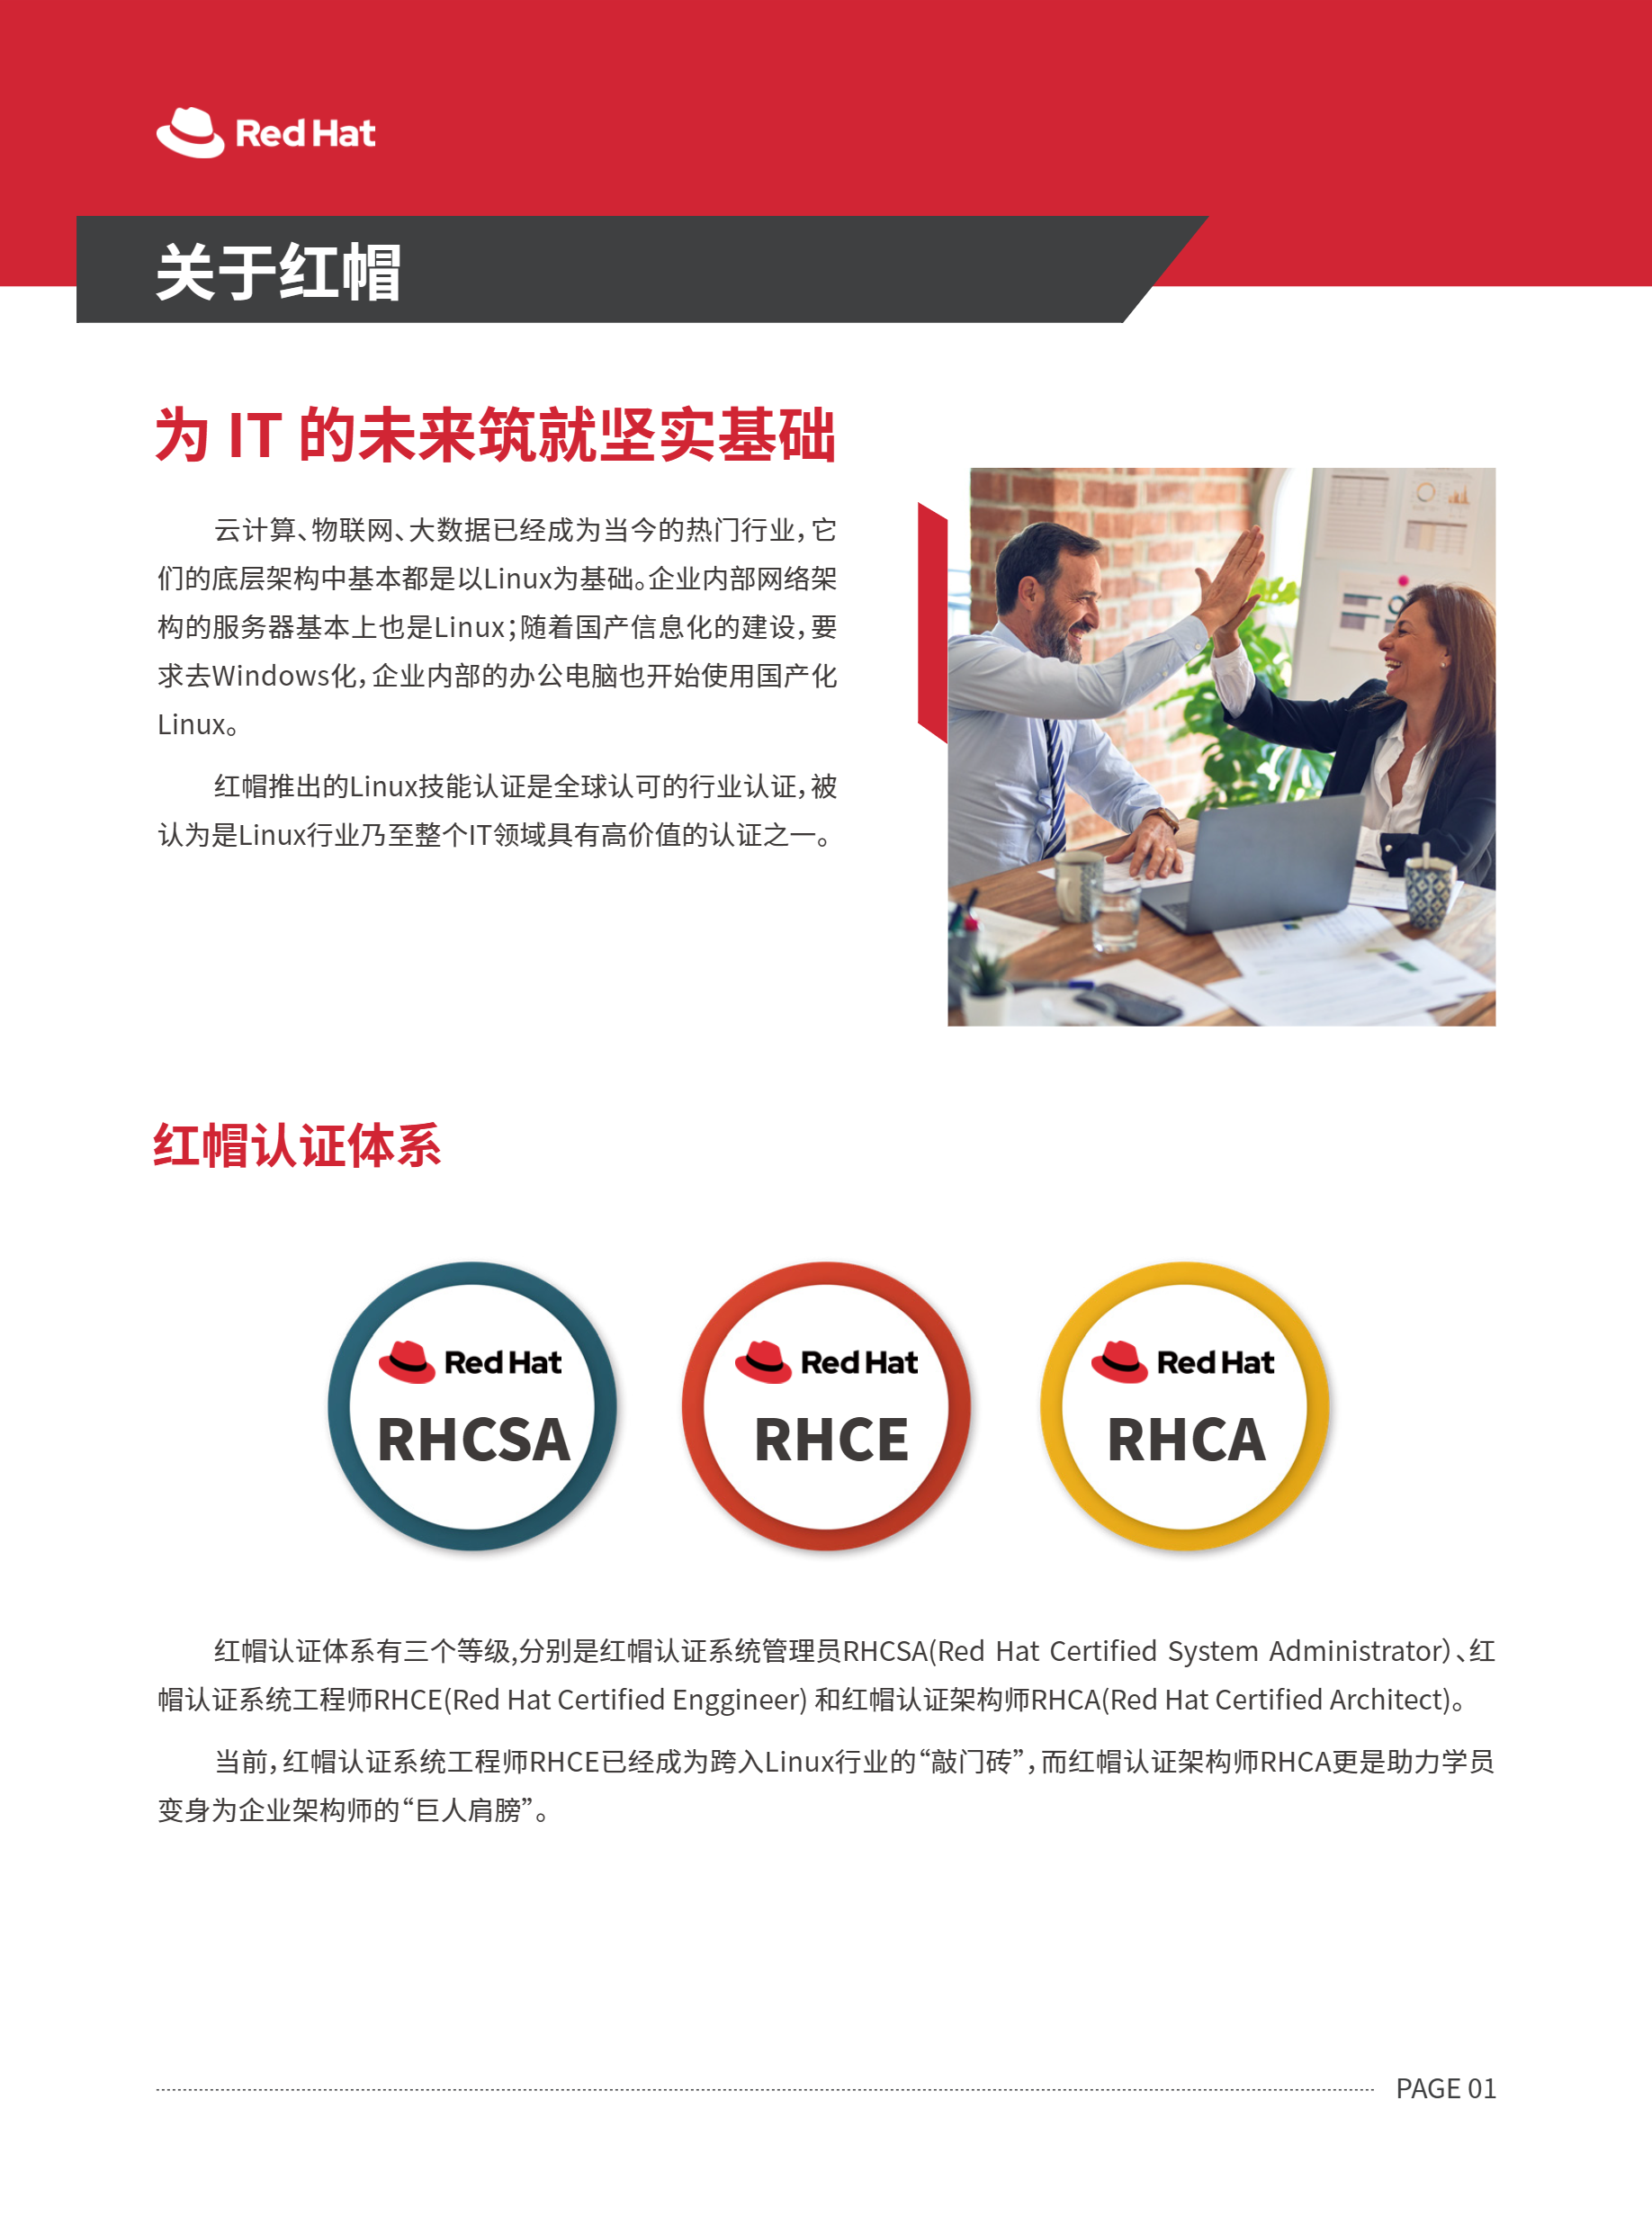 Red Hat
关于红帽
为 IT 的未来筑就坚实基础
云计算、物联网、大数据已经成为当今的热门行业，它
们的底层架构中基本都是以Linux为基础。企业内部网络架
构的服务器基本上也是Linux；随着国产信息化的建设，要
求去Windows化，企业内部的办公电脑也开始使用国产化
Linux。
红帽推出的Linux技能认证是全球认可的行业认证，被
认为是Linux行业乃至整个IT领域具有高价值的认证之一。
红帽认证体系
Red Hat
RHCSA
Red Hat
RHCE
Red Hat
RHCA
红帽认证体系有三个等级,分别是红帽认证系统管理员RHCSA(Red Hat Certified System Administrator）、红
帽认证系统工程师RHCE(Red Hat Certified Enggineer) 和红帽认证架构师RHCA(Red Hat Certified Architect)。
当前，红帽认证系统工程师RHCE已经成为跨入Linux行业的“敲门砖”，而红帽认证架构师RHCA更是助力学员
变身为企业架构师的“巨人肩膀”。
PAGE 01